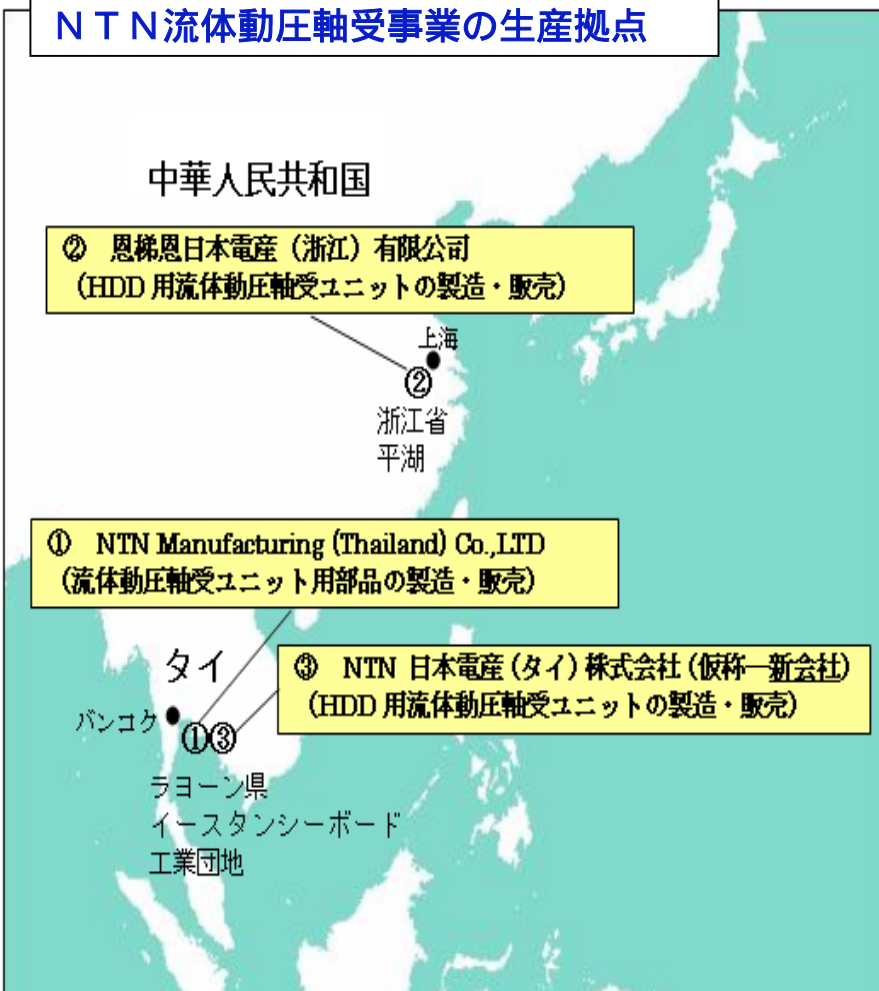 ＮＴＮ流体動圧軸受事業の生産拠点
中華人民共和国
② 恩梯恩日本電産（浙江）有限公司
（HDD 用流体動圧軸受ユニットの製造・販売）
上海
②
浙江省
平湖
① NTN Manufacturing (Thailand) Co.,LTD
（流体動圧軸受ユニット用部品の製造・販売）
タイ
③ NTN 日本電産（タイ）株式会社（仮称―新会社）
（HDD 用流体動圧軸受ユニットの製造・販売）
バンコク
①③
ラヨーン県
イースタンシーボード
工業団地